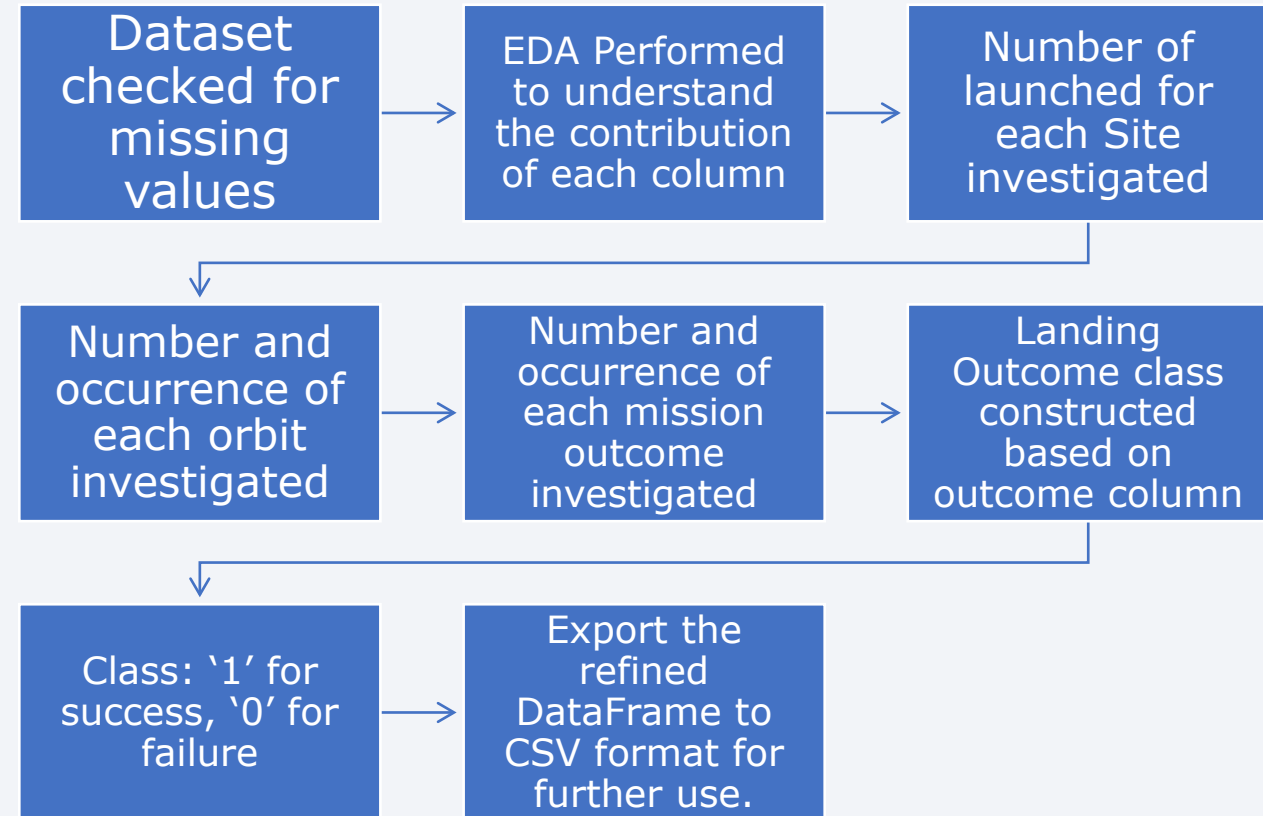 Dataset
checked for
missing
values
EDA Performed
to understand
the contribution
of each column
Number of
launched for
each Site
investigated
Number and
occurrence of
each orbit
investigated
Number and
occurrence of
each mission
outcome
investigated
Landing
Outcome class
constructed
based on
outcome column
Class: ‘1’ for
success, ‘0’ for
failure
Export the
refined
DataFrame to
CSV format for
further use.